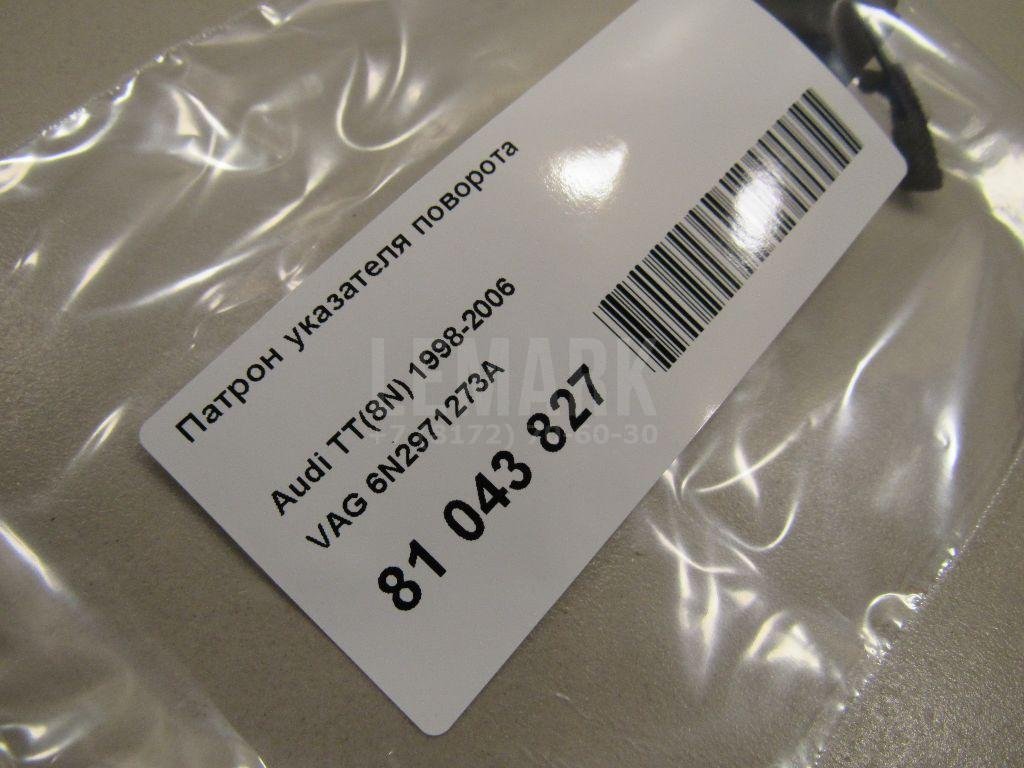 Патрон указателя поворота
Audi TT(8N) 1998-2006
VAG 6N2971273A
81 043 827
LEMARK